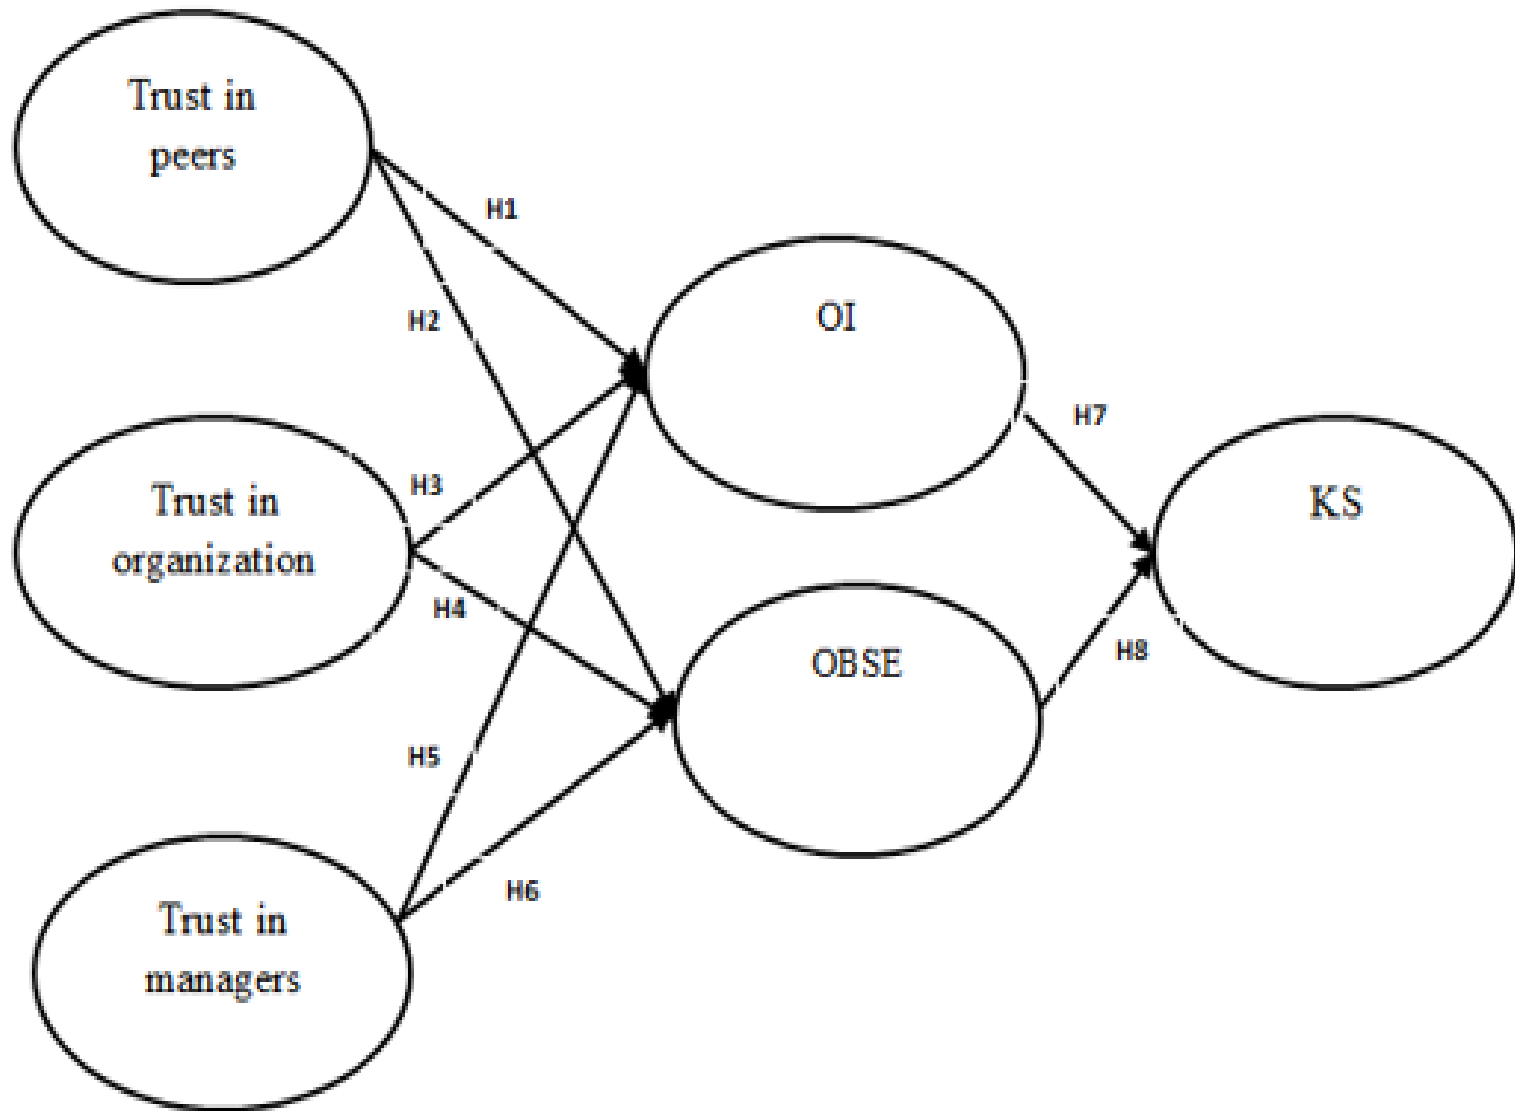 Trust in
peers
H1
H2
OI
H7
H3
Trust in
organization
KS
H4
OBSE
H8
H5
H6
Trust in
managers